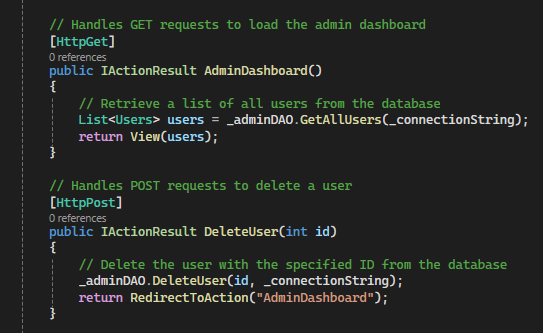 // Handles GET requests to load the admin dashboard
[HttpGet]
0 references
public IActionResult AdminDashboard()
{
// Retrieve a list of all users from the database
List<Users> users = _adminDAO.GetAllUsers(_connectionString);
return View(users);
}
// Handles POST requests to delete a user
[HttpPost]
0 references
public IActionResult DeleteUser(int id)
{
// Delete the user with the specified ID from the database
_adminDAO.DeleteUser(id, _connectionString);
return RedirectToAction("AdminDashboard");
}